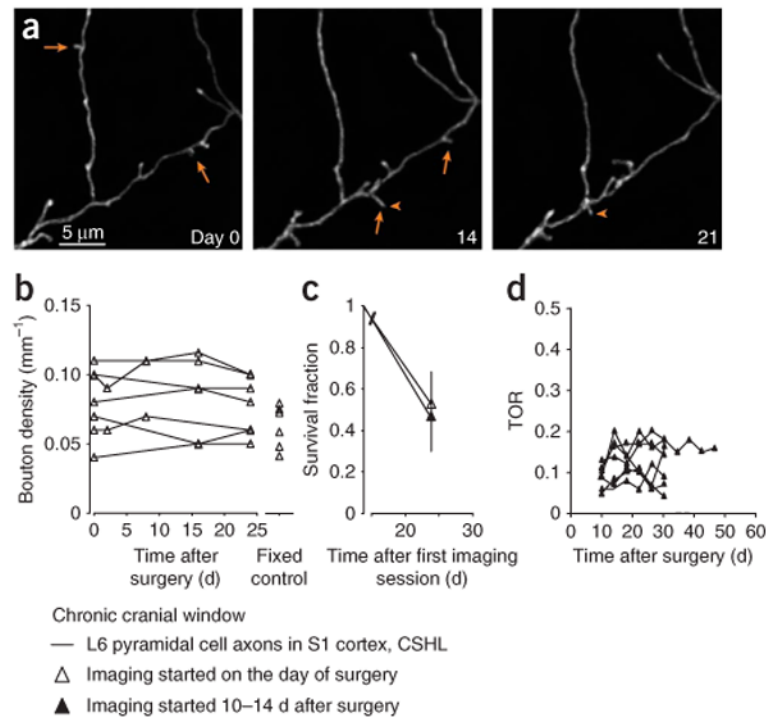 a
5 μm
Day 0
14
21
b
Bouton density (mm⁻¹)
0.15
0.10
0.05
0
0 5 10 15 20 25
Time after
surgery (d)
Fixed
control
c
Survival fraction
1
0.8
0.6
0.4
0.2
0
20 30
Time after first imaging
session (d)
d
TOR
0.5
0.4
0.3
0.2
0.1
0
0 10 20 30 40 50 60
Time after surgery (d)
Chronic cranial window
L6 pyramidal cell axons in S1 cortex, CSHL
Imaging started on the day of surgery
Imaging started 10–14 d after surgery